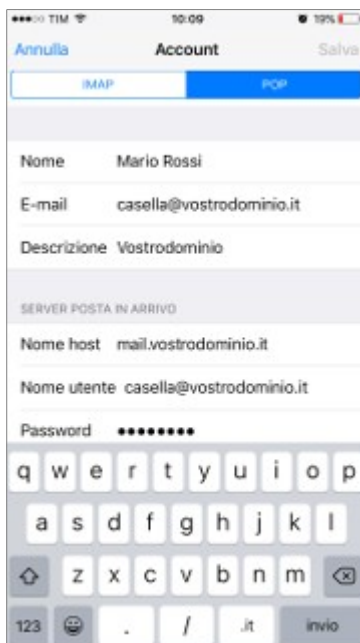 TIM 10:09 19%
Annulla Account Salva
IMAP POP
Nome Mario Rossi
E-mail casella@vostrodominio.it
Descrizione Vostrodominio
SERVER POSTA IN ARRIVO
Nome host mail.vostrodominio.it
Nome utente casella@vostrodominio.it
Password ●●●●●●●●
q w e r t y u i o p
a s d f g h j k l
z x c v b n m
123 . / .it invio